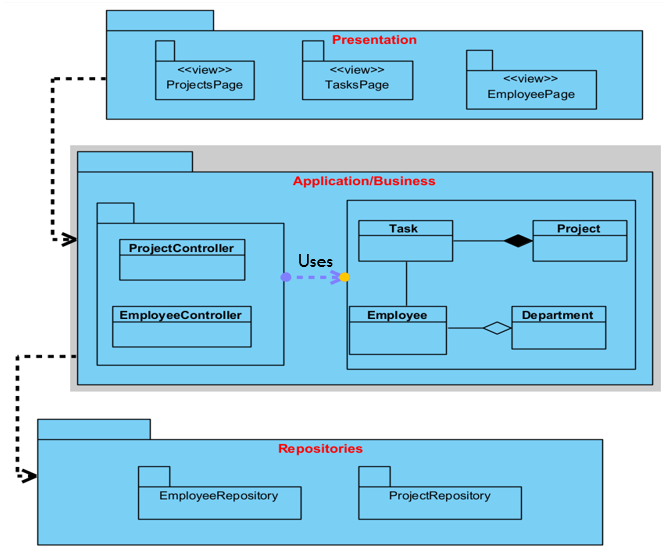 Presentation
<<view>>
ProjectsPage
<<view>>
TasksPage
<<view>>
EmployeePage
Application/Business
ProjectController
EmployeeController
Uses
Task
Project
Employee
Department
Repositories
EmployeeRepository
ProjectRepository